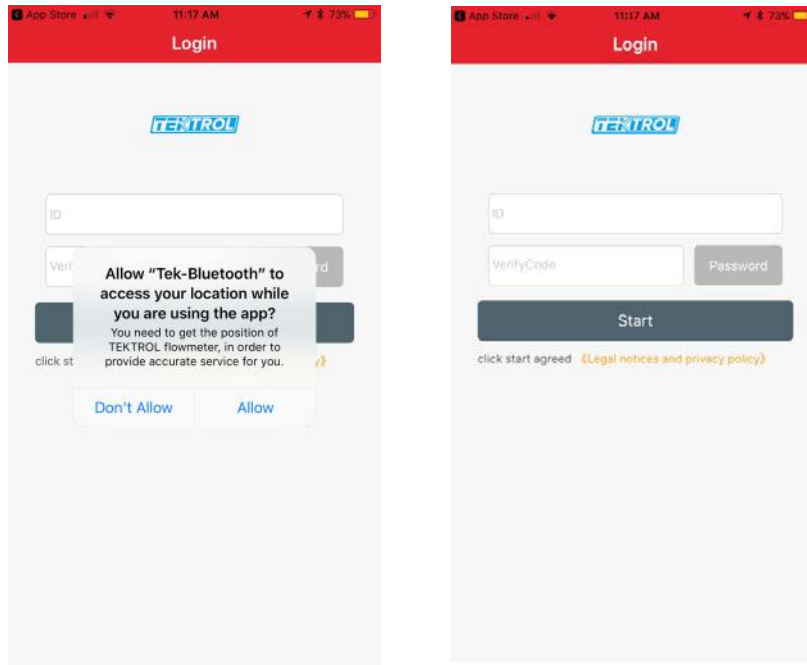 App Store 11:17 AM 73%
Login
TEKTROL
ID
Veri
rd
Allow “Tek-Bluetooth” to
access your location while
you are using the app?
You need to get the position of
TEKTROL flowmeter, in order to
provide accurate service for you.
click st
y》
Don't Allow Allow
App Store 11:17 AM 73%
Login
TEKTROL
ID
VerifyCode Password
Start
click start agreed 《Legal notices and privacy policy》